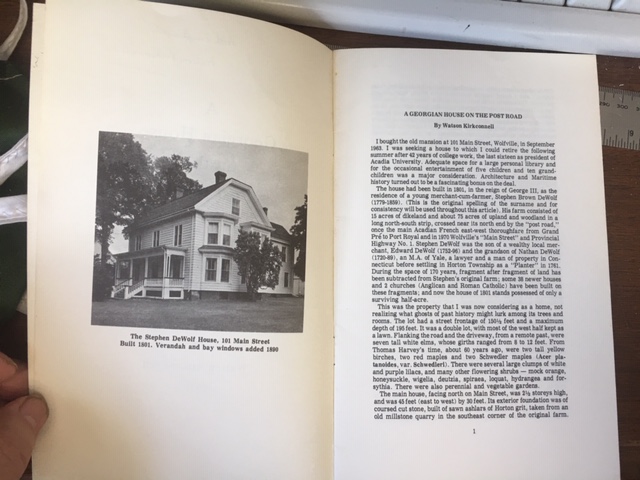 The Stephen DeWolf House, 101 Main Street
Built 1801. Verandah and bay windows added 1890
A GEORGIAN HOUSE ON THE POST ROAD
By Watson Kirkconnell
I bought the old mansion at 101 Main Street, Wolfville, in September
1963. I was seeking a house to which I could retire the following
summer after 42 years of college work, the last sixteen as president of
Acadia University. Adequate space for a large personal library and
for the occasional entertainment of five children and ten grand-
children was a major consideration. Architecture and Maritime
history turned out to be a fascinating bonus on the deal.
The house had been built in 1801, in the reign of George III, as the
residence of a young merchant-cum-farmer, Stephen Brown DeWolf
(1779-1859). (This is the original spelling of the surname and for
consistency will be used throughout this article). His farm consisted of
15 acres of dikeland and about 75 acres of upland and woodland in a
long north-south strip, crossed near its north end by the "post road,"
once the main Acadian French east-west thoroughfare from Grand
Pré to Port Royal and in 1970 Wolfville's "Main Street" and Provincial
Highway No. 1. Stephen DeWolf was the son of a wealthy local mer-
chant, Edward DeWolf (1752-96) and the grandson of Nathan DeWolf
(1720-89), an M.A. of Yale, a lawyer and a man of property in Con-
necticut before settling in Horton Township as a "Planter" in 1761.
During the space of 170 years, fragment after fragment of land has
been subtracted from Stephen's original farm; some 36 newer houses
and 2 churches (Anglican and Roman Catholic) have been built on
these fragments; and now the house of 1801 stands possessed of only a
surviving half-acre.
This was the property that I was now considering as a home, not
realizing what ghosts of past history might lurk among its trees and
rooms. The lot had a street frontage of 150½ feet and a maximum
depth of 195 feet. It was a double lot, with most of the west half kept as
a lawn. Flanking the road and the driveway, from a remote past, were
seven tall white elms, whose girths ranged from 8 to 12 feet. From
Thomas Harvey's time, about 60 years ago, were two tall yellow
birches, two red maples and two Schwedler maples (Acer pla-
tanoides, var. Schwedleri). There were several large clumps of white
and purple lilacs, and many other flowering shrubs — mock orange,
honeysuckle, wigelia, deutzia, spiraea, loquat, hydrangea and for-
sythia. There were also perennial and vegetable gardens.
The main house, facing north on Main Street, was 2½ storeys high,
and was 45 feet (east to west) by 30 feet. Its exterior foundation was of
coursed cut stone, built of sawn ashlars of Horton grit, taken from an
old millstone quarry in the southeast corner of the original farm.
1